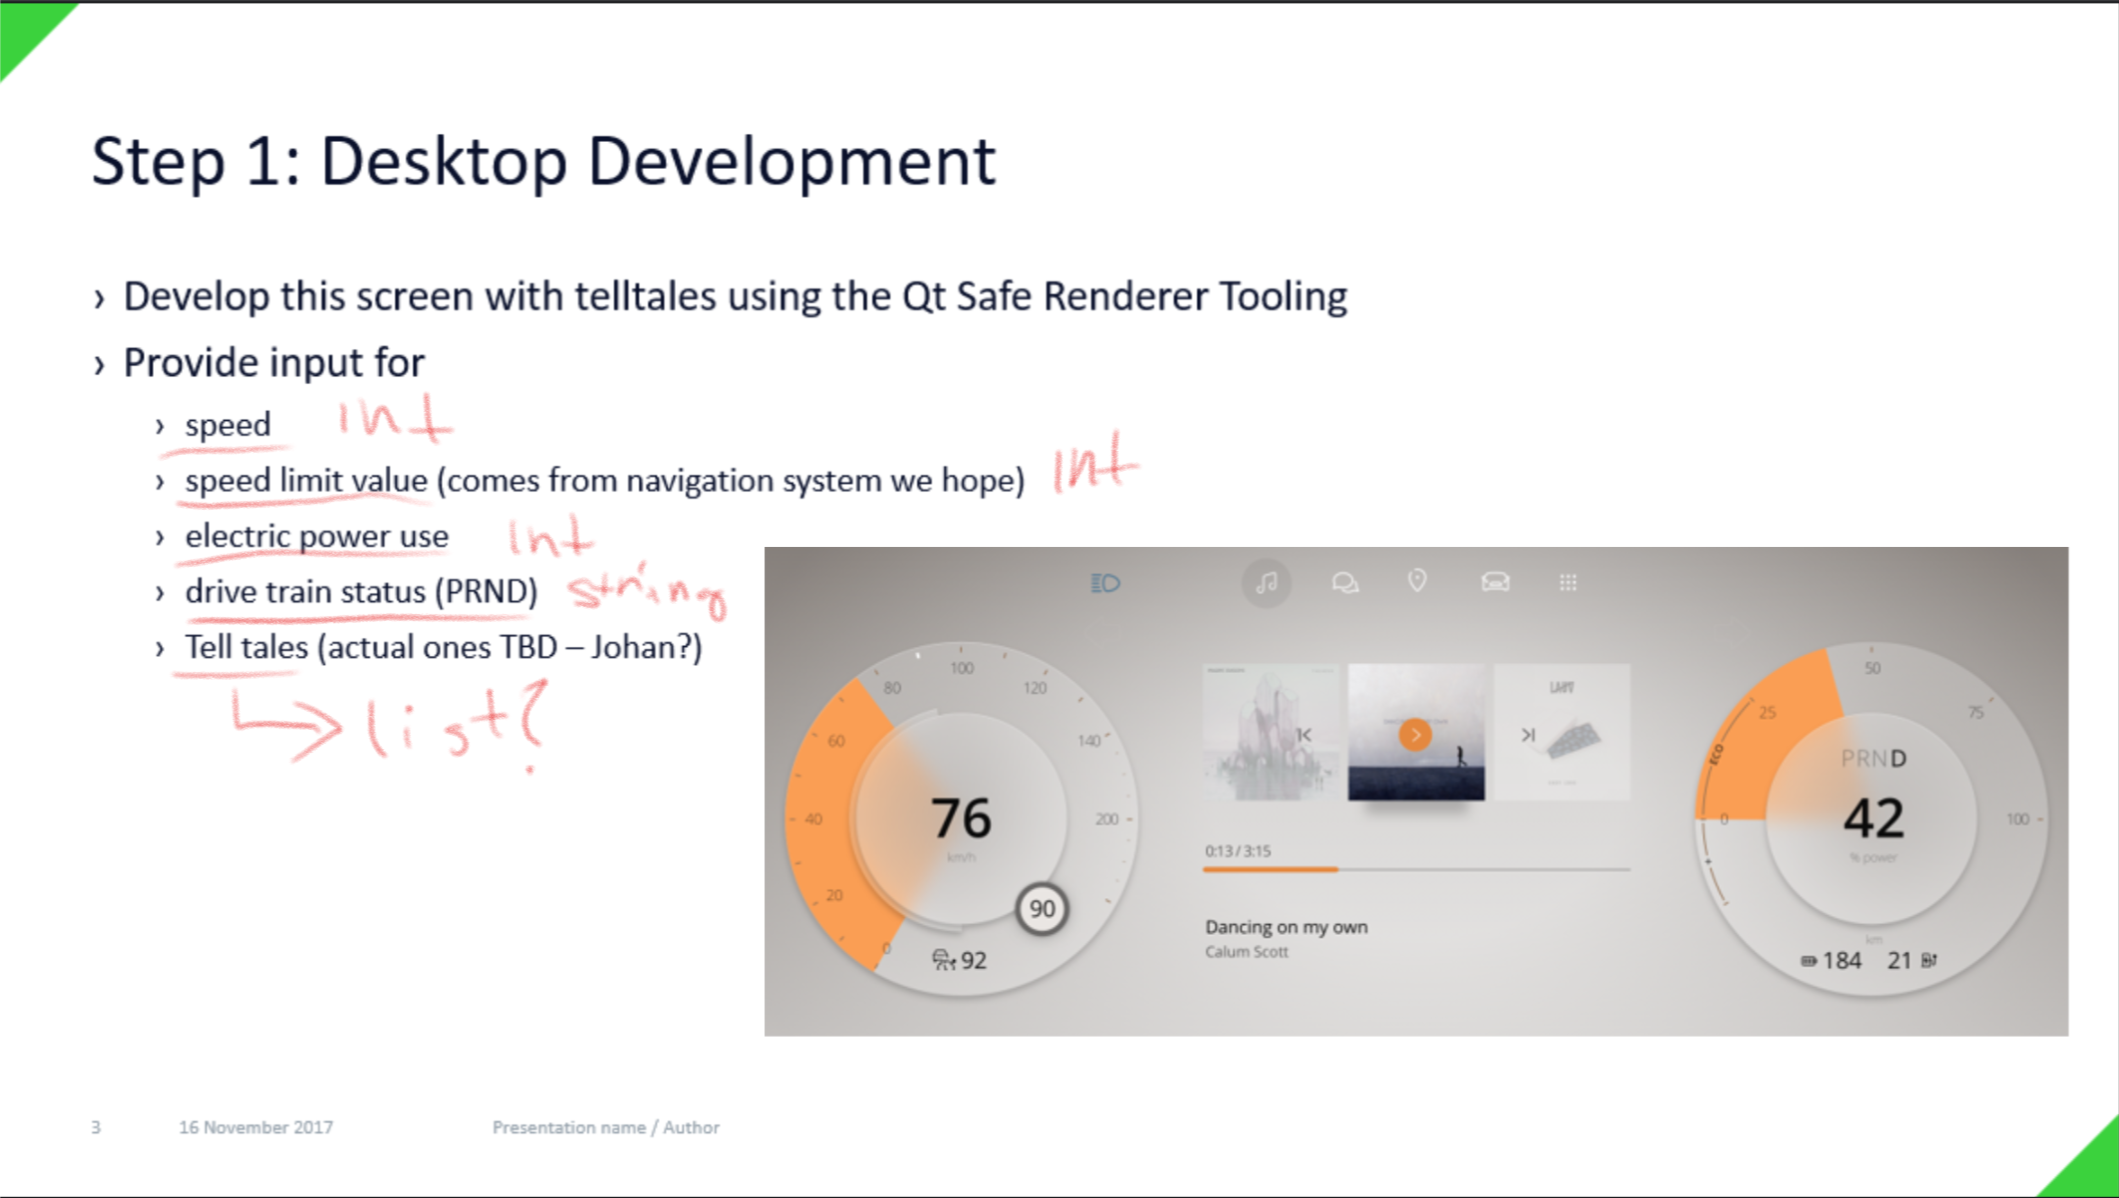 Step 1: Desktop Development
› Develop this screen with telltales using the Qt Safe Renderer Tooling
› Provide input for
› speed int
› speed limit value (comes from navigation system we hope) int
› electric power use int
› drive train status (PRND) string
› Tell tales (actual ones TBD – Johan?)
list?
100
80
120
60
140
40
200
20
0
76
km/h
90
92
0:13 / 3:15
Dancing on my own
Calum Scott
50
25
75
ECO
PRND
0
42
100
% power
+
km
184 21
3 16 November 2017 Presentation name / Author